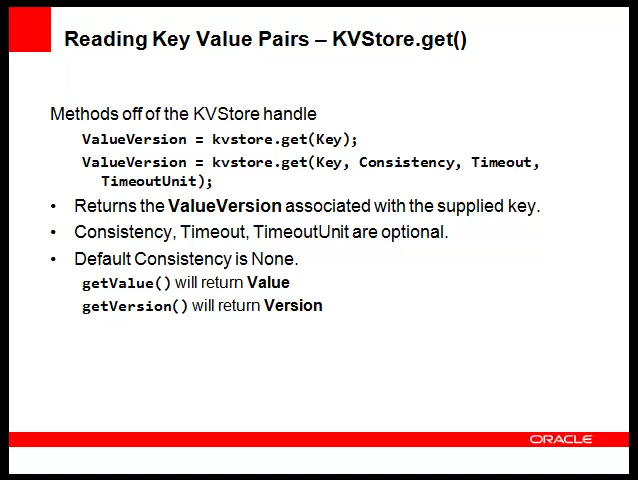 Reading Key Value Pairs – KVStore.get()
Methods off of the KVStore handle
ValueVersion = kvstore.get(Key);
ValueVersion = kvstore.get(Key, Consistency, Timeout,
TimeoutUnit);
• Returns the ValueVersion associated with the supplied key.
• Consistency, Timeout, TimeoutUnit are optional.
• Default Consistency is None.
getValue() will return Value
getVersion() will return Version
ORACLE